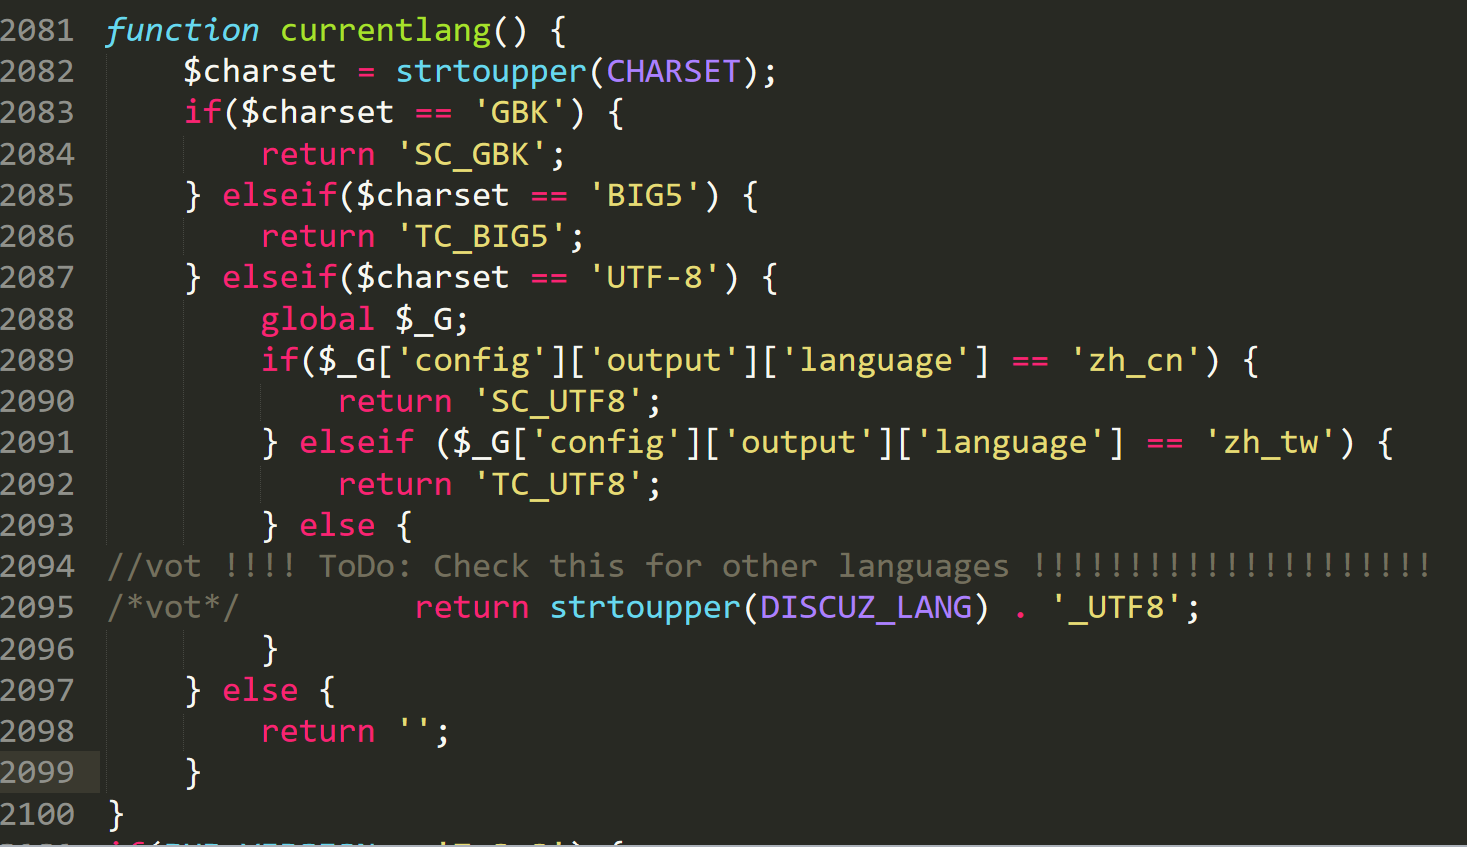 2081 function currentlang() {
2082     $charset = strtoupper(CHARSET);
2083     if($charset == 'GBK') {
2084         return 'SC_GBK';
2085     } elseif($charset == 'BIG5') {
2086         return 'TC_BIG5';
2087     } elseif($charset == 'UTF-8') {
2088         global $_G;
2089         if($_G['config']['output']['language'] == 'zh_cn') {
2090             return 'SC_UTF8';
2091         } elseif ($_G['config']['output']['language'] == 'zh_tw') {
2092             return 'TC_UTF8';
2093         } else {
2094 //vot !!!! ToDo: Check this for other languages !!!!!!!!!!!!!!!!!!!!!
2095 /*vot*/         return strtoupper(DISCUZ_LANG) . '_UTF8';
2096         }
2097     } else {
2098         return '';
2099     }
2100 }